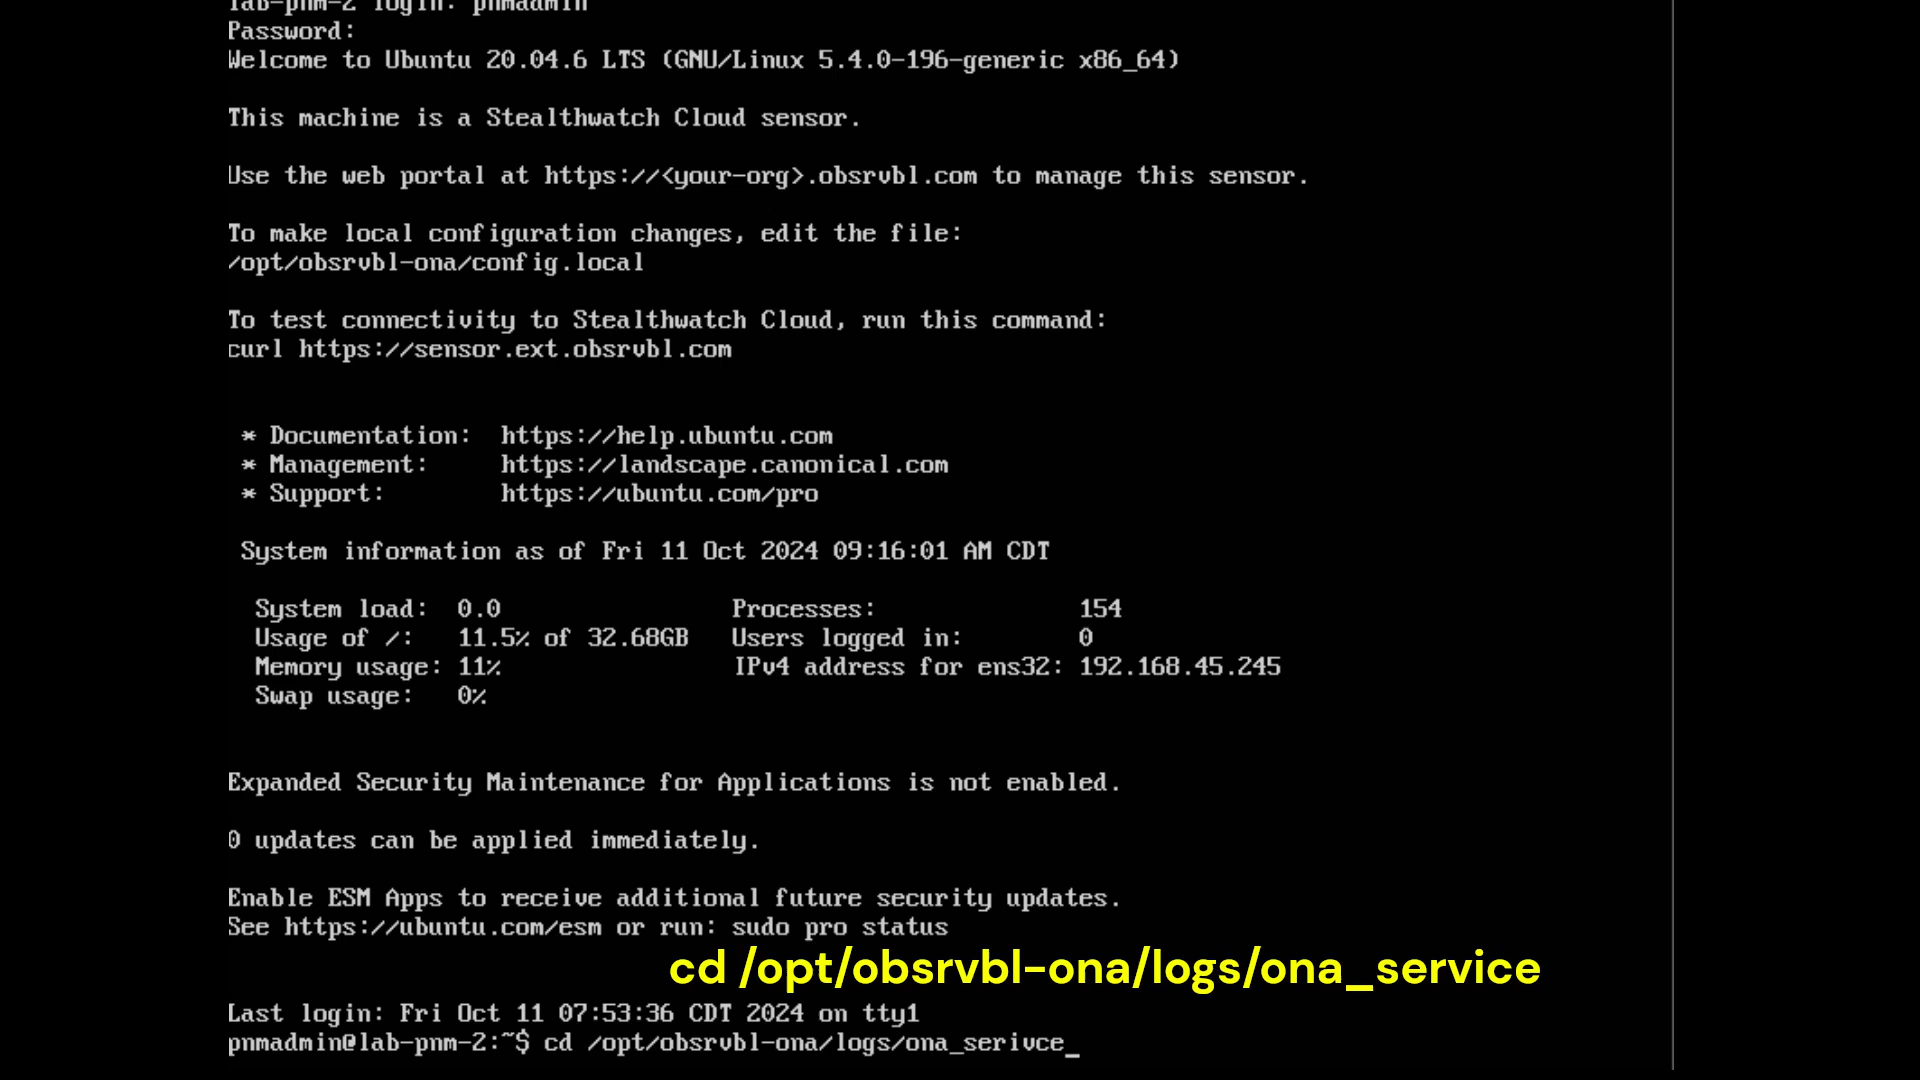 lab-pnm-2 login: pnmadmin
Password:
Welcome to Ubuntu 20.04.6 LTS (GNU/Linux 5.4.0-196-generic x86_64)
This machine is a Stealthwatch Cloud sensor.
Use the web portal at https://<your-org>.obsrvbl.com to manage this sensor.
To make local configuration changes, edit the file:
/opt/obsrvbl-ona/config.local
To test connectivity to Stealthwatch Cloud, run this command:
curl https://sensor.ext.obsrvbl.com
* Documentation:  https://help.ubuntu.com
* Management:     https://landscape.canonical.com
* Support:        https://ubuntu.com/pro
System information as of Fri 11 Oct 2024 09:16:01 AM CDT
System load:  0.0                Processes:              154
Usage of /:   11.5% of 32.68GB   Users logged in:        0
Memory usage: 11%                IPv4 address for ens32: 192.168.45.245
Swap usage:   0%
Expanded Security Maintenance for Applications is not enabled.
0 updates can be applied immediately.
Enable ESM Apps to receive additional future security updates.
See https://ubuntu.com/esm or run: sudo pro status
cd /opt/obsrvbl-ona/logs/ona_service
Last login: Fri Oct 11 07:53:36 CDT 2024 on tty1
pnmadmin@lab-pnm-2:~$ cd /opt/obsrvbl-ona/logs/ona_serivce_